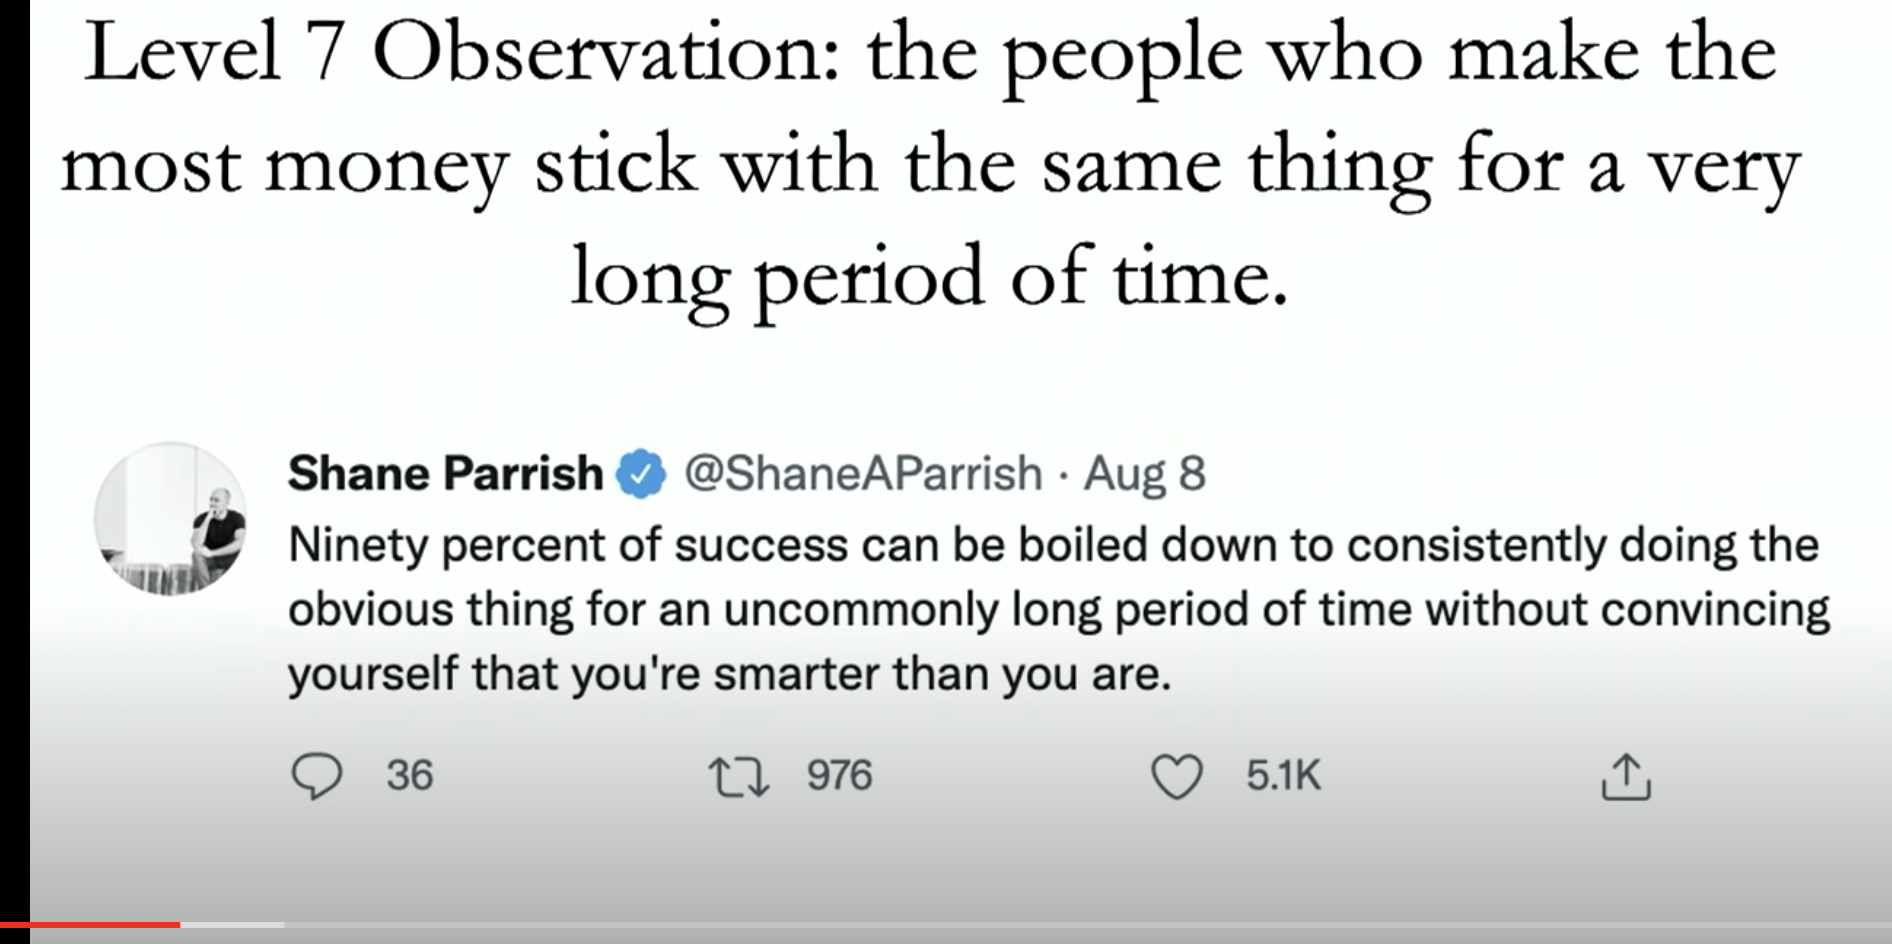 Level 7 Observation: the people who make the
most money stick with the same thing for a very
long period of time.
Shane Parrish @ShaneAParrish · Aug 8
Ninety percent of success can be boiled down to consistently doing the
obvious thing for an uncommonly long period of time without convincing
yourself that you're smarter than you are.
36 976 5.1K